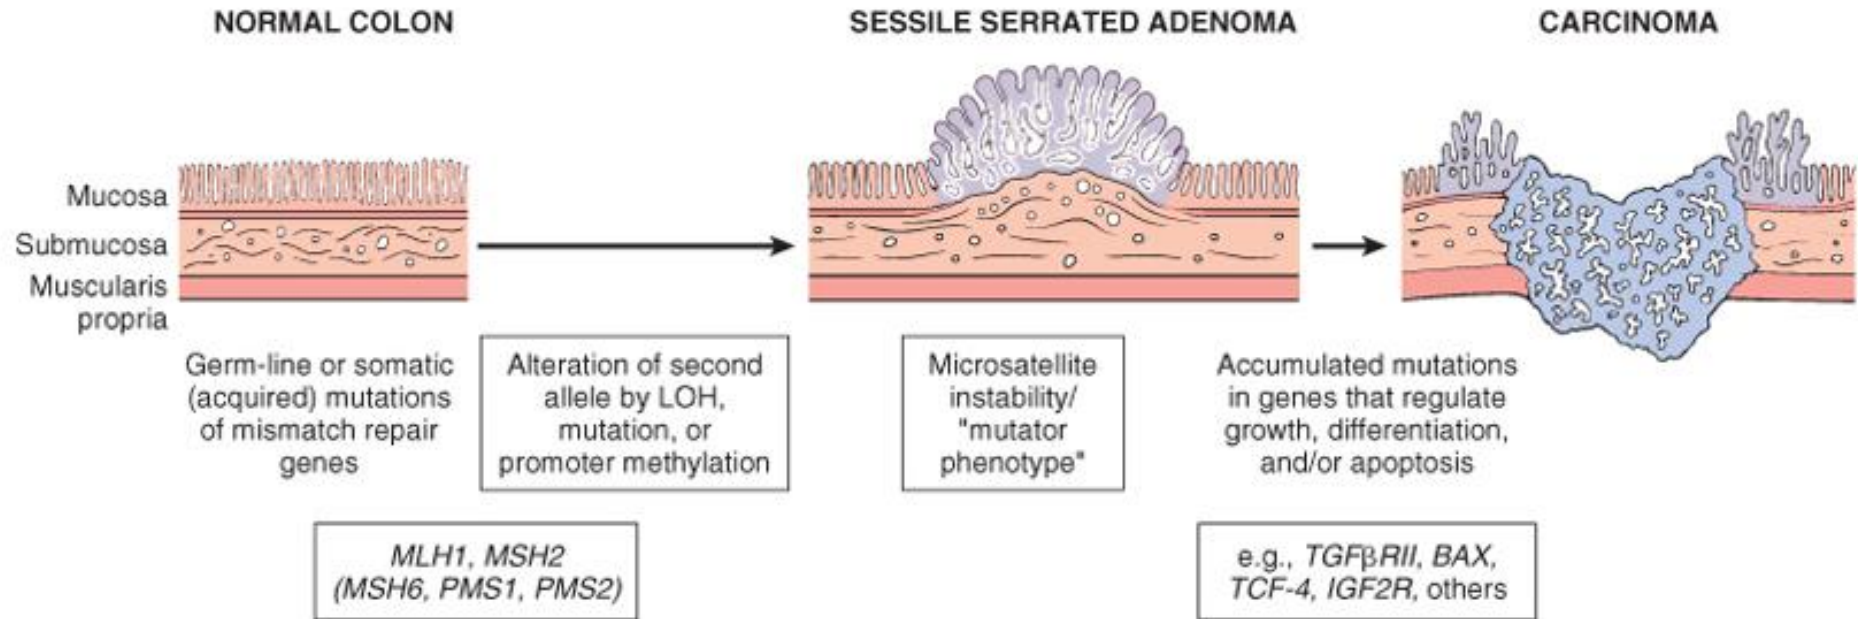 NORMAL COLON
SESSILE SERRATED ADENOMA
CARCINOMA
Mucosa
Submucosa
Muscularis
propria
Germ-line or somatic
(acquired) mutations
of mismatch repair
genes
Alteration of second
allele by LOH,
mutation, or
promoter methylation
Microsatellite
instability/
"mutator
phenotype"
Accumulated mutations
in genes that regulate
growth, differentiation,
and/or apoptosis
MLH1, MSH2
(MSH6, PMS1, PMS2)
e.g., TGFβRII, BAX,
TCF-4, IGF2R, others